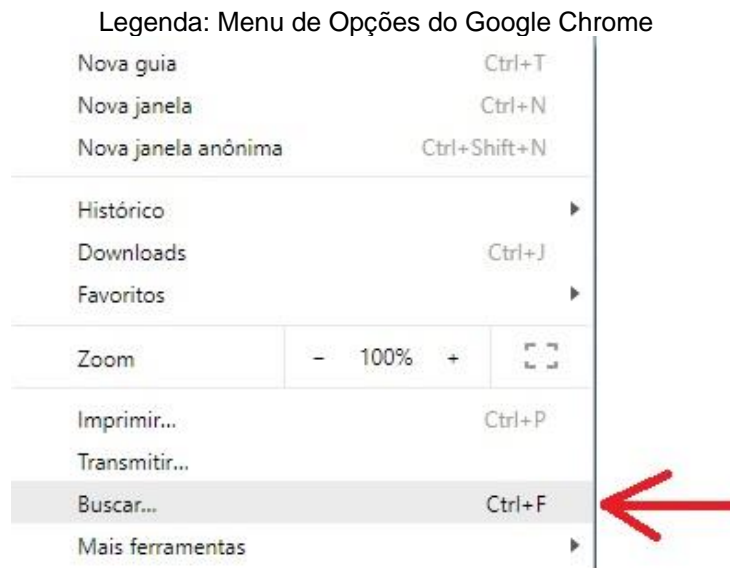 Legenda: Menu de Opções do Google Chrome
Nova guia Ctrl+T
Nova janela Ctrl+N
Nova janela anônima Ctrl+Shift+N
Histórico
Downloads Ctrl+J
Favoritos
Zoom - 100% +
Imprimir... Ctrl+P
Transmitir...
Buscar... Ctrl+F
Mais ferramentas